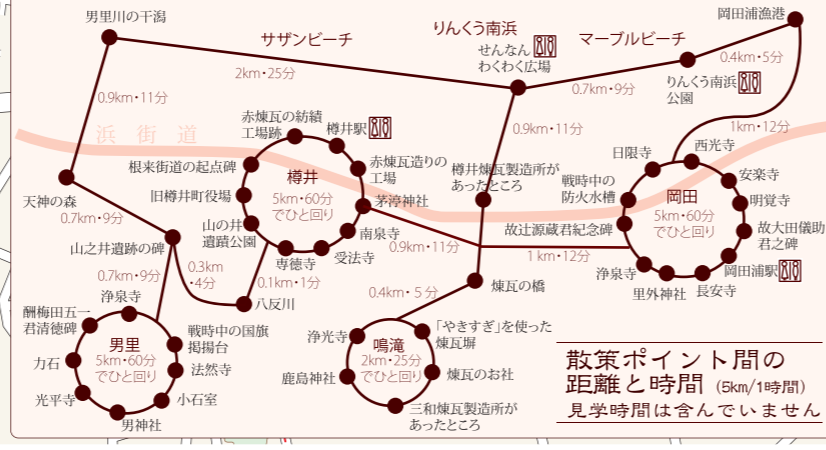 男里川の干潟
サザンビーチ
りんくう南浜
せんなん
わくわく広場
マーブルビーチ
岡田浦漁港
0.4km・5分
りんくう南浜
公園
2km・25分
0.7km・9分
0.9km・11分
浜街道
赤煉瓦の紡績
工場跡
樽井駅
0.9km・11分
1km・12分
西光寺
日限寺
根来街道の起点碑
赤煉瓦造りの
工場
樽井煉瓦製造所が
あったところ
戦時中の
防火水槽
安楽寺
天神の森
旧樽井町役場
樽井
5km・60分
でひと回り
茅渟神社
岡田
5km・60分
でひと回り
明覚寺
0.7km・9分
山の井
遺蹟公園
南泉寺
故辻源蔵君紀念碑
故大田儀助
君之碑
山之井遺跡の碑
専徳寺
受法寺
0.9km・11分
1km・12分
浄泉寺
岡田浦駅
0.7km・9分
0.3km
・4分
0.1km・1分
里外神社
長安寺
八反川
0.4km・5分
煉瓦の橋
浄泉寺
酬梅田五一
君清徳碑
戦時中の国旗
掲揚台
男里
5km・60分
でひと回り
力石
法然寺
光平寺
小石室
男神社
浄光寺
「やきすぎ」を使った
煉瓦塀
鳴滝
2km・25分
でひと回り
鹿島神社
煉瓦のお社
三和煉瓦製造所が
あったところ
散策ポイント間の
距離と時間(5km/1時間)
見学時間は含んでいません